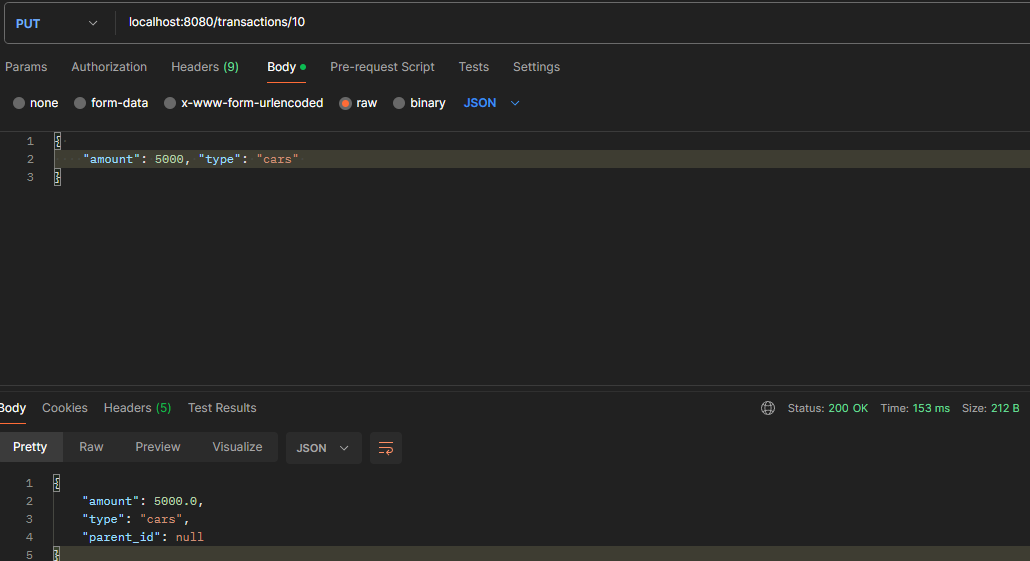 PUT localhost:8080/transactions/10
Params Authorization Headers (9) Body Pre-request Script Tests Settings
none form-data x-www-form-urlencoded raw binary JSON
1 {
2 "amount": 5000, "type": "cars"
3 }
Body Cookies Headers (5) Test Results Status: 200 OK Time: 153 ms Size: 212 B
Pretty Raw Preview Visualize JSON
1 {
2 "amount": 5000.0,
3 "type": "cars",
4 "parent_id": null
5 }